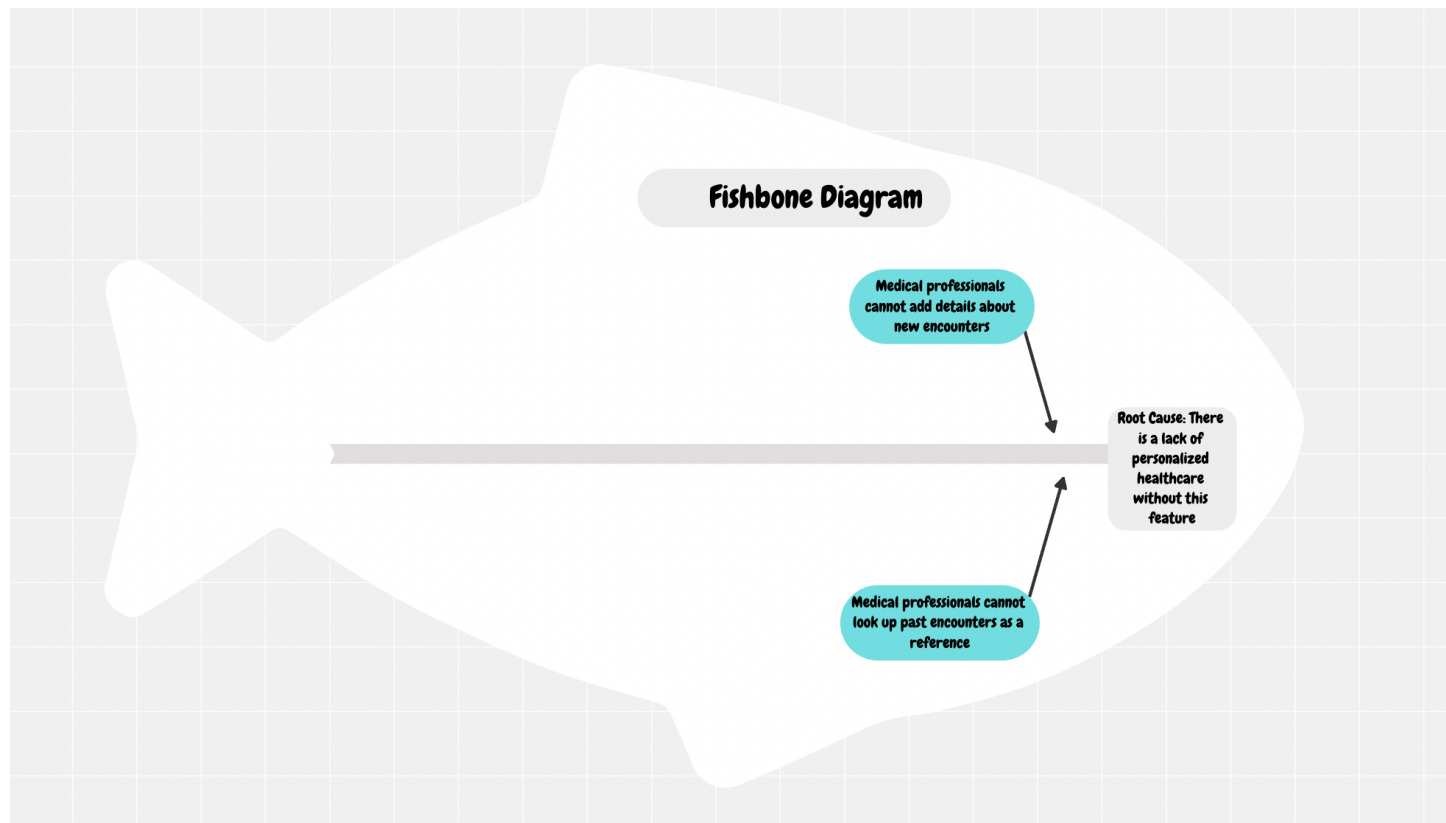 Fishbone Diagram
Medical professionals
cannot add details about
new encounters
Root Cause: There
is a lack of
personalized
healthcare
without this
feature
Medical professionals cannot
look up past encounters as a
reference